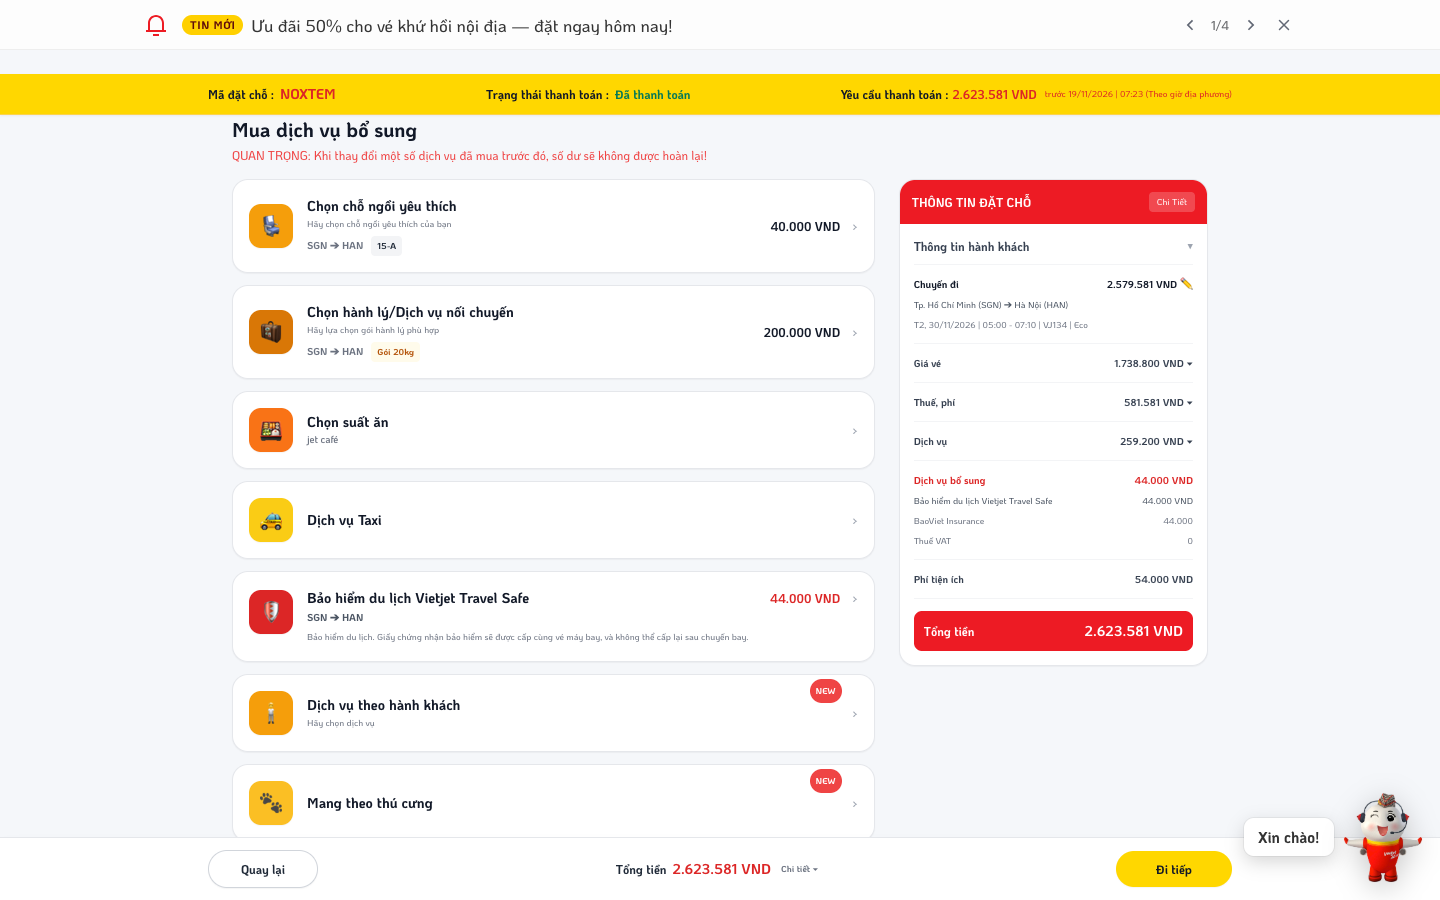 TIN MỚI Ưu đãi 50% cho vé khứ hồi nội địa — đặt ngay hôm nay! 1/4
Mã đặt chỗ : NOXTEM Trạng thái thanh toán : Đã thanh toán Yêu cầu thanh toán : 2.623.581 VND trước 19/11/2026 | 07:23 (Theo giờ địa phương)
Mua dịch vụ bổ sung
QUAN TRỌNG: Khi thay đổi một số dịch vụ đã mua trước đó, số dư sẽ không được hoàn lại!
Chọn chỗ ngồi yêu thích
Hãy chọn chỗ ngồi yêu thích của bạn
40.000 VND
SGN ➔ HAN 15-A
Chọn hành lý/Dịch vụ nối chuyến
Hãy lựa chọn gói hành lý phù hợp
200.000 VND
SGN ➔ HAN Gói 20kg
Chọn suất ăn
jet café
Dịch vụ Taxi
Bảo hiểm du lịch Vietjet Travel Safe 44.000 VND
SGN ➔ HAN
Bảo hiểm du lịch. Giấy chứng nhận bảo hiểm sẽ được cấp cùng vé máy bay, và không thể cấp lại sau chuyến bay.
NEW
Dịch vụ theo hành khách
Hãy chọn dịch vụ
NEW
Mang theo thú cưng
THÔNG TIN ĐẶT CHỖ Chi Tiết
Thông tin hành khách
Chuyến đi 2.579.581 VND
Tp. Hồ Chí Minh (SGN) ➔ Hà Nội (HAN)
T2, 30/11/2026 | 05:00 - 07:10 | VJ134 | Eco
Giá vé 1.738.800 VND
Thuế, phí 581.581 VND
Dịch vụ 259.200 VND
Dịch vụ bổ sung 44.000 VND
Bảo hiểm du lịch Vietjet Travel Safe 44.000 VND
BaoViet Insurance 44.000
Thuế VAT 0
Phí tiện ích 54.000 VND
Tổng tiền 2.623.581 VND
Quay lại Tổng tiền 2.623.581 VND Chi tiết Đi tiếp
Xin chào!